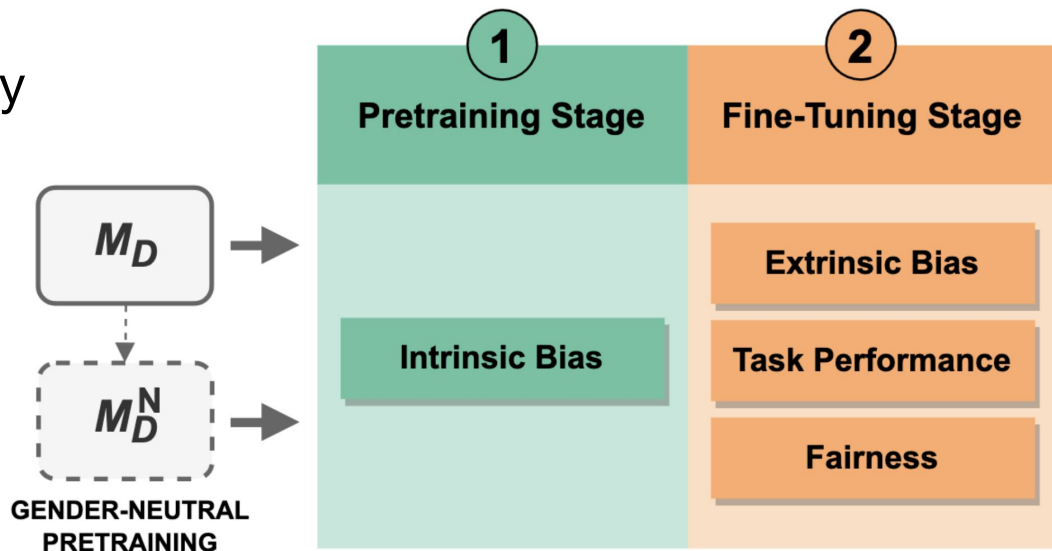 y
1
Pretraining Stage
2
Fine-Tuning Stage
M_D
M_D^N
GENDER-NEUTRAL
PRETRAINING
Intrinsic Bias
Extrinsic Bias
Task Performance
Fairness